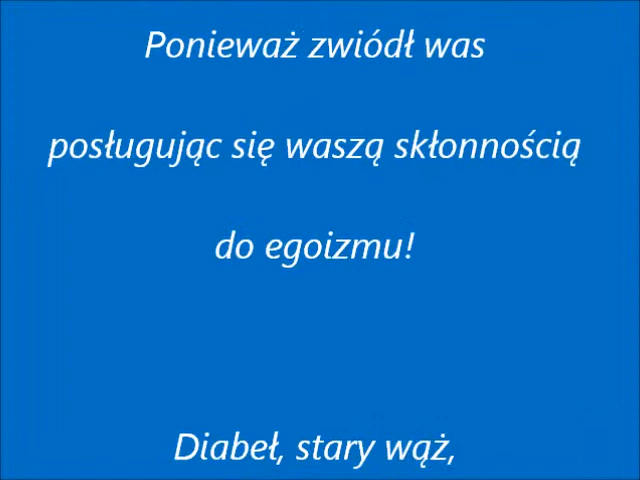 Ponieważ zwiódł was
posługując się waszą skłonnością
do egoizmu!
Diabeł, stary wąż,